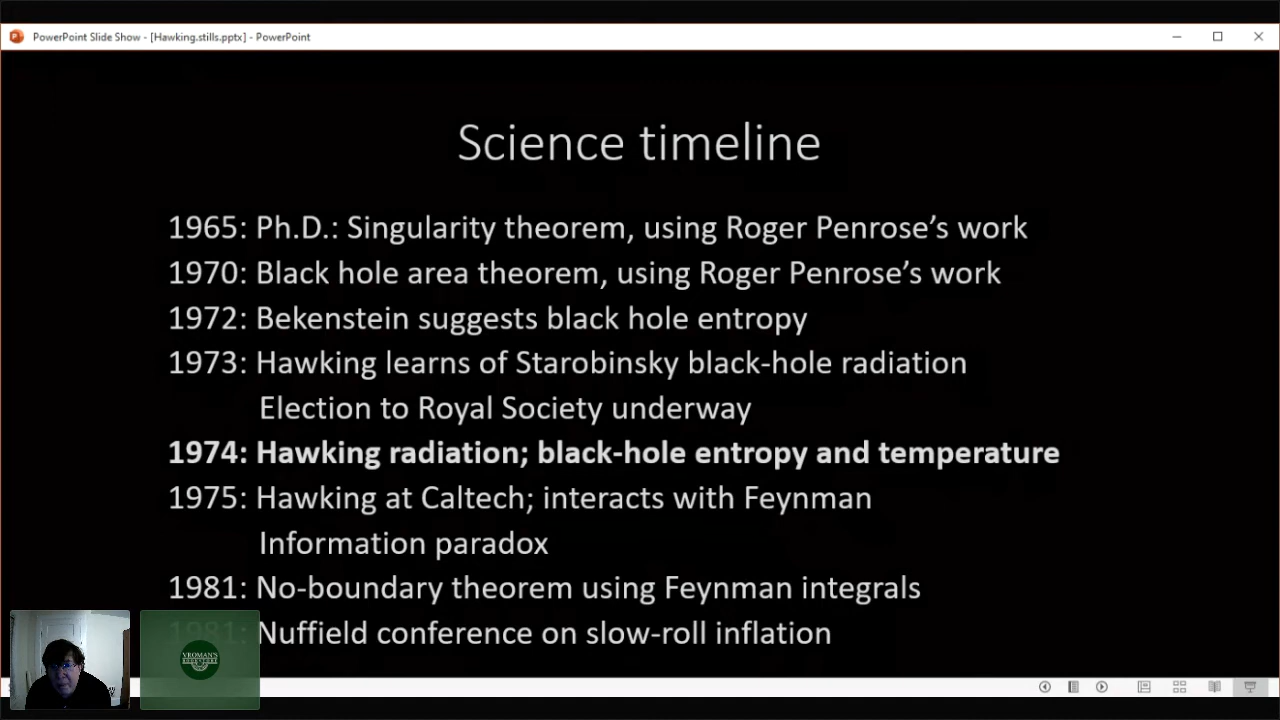 PowerPoint Slide Show - [Hawking.stills.pptx] - PowerPoint
Science timeline
1965: Ph.D.: Singularity theorem, using Roger Penrose’s work
1970: Black hole area theorem, using Roger Penrose’s work
1972: Bekenstein suggests black hole entropy
1973: Hawking learns of Starobinsky black-hole radiation
Election to Royal Society underway
1974: Hawking radiation; black-hole entropy and temperature
1975: Hawking at Caltech; interacts with Feynman
Information paradox
1981: No-boundary theorem using Feynman integrals
1981: Nuffield conference on slow-roll inflation
VROMAN'S